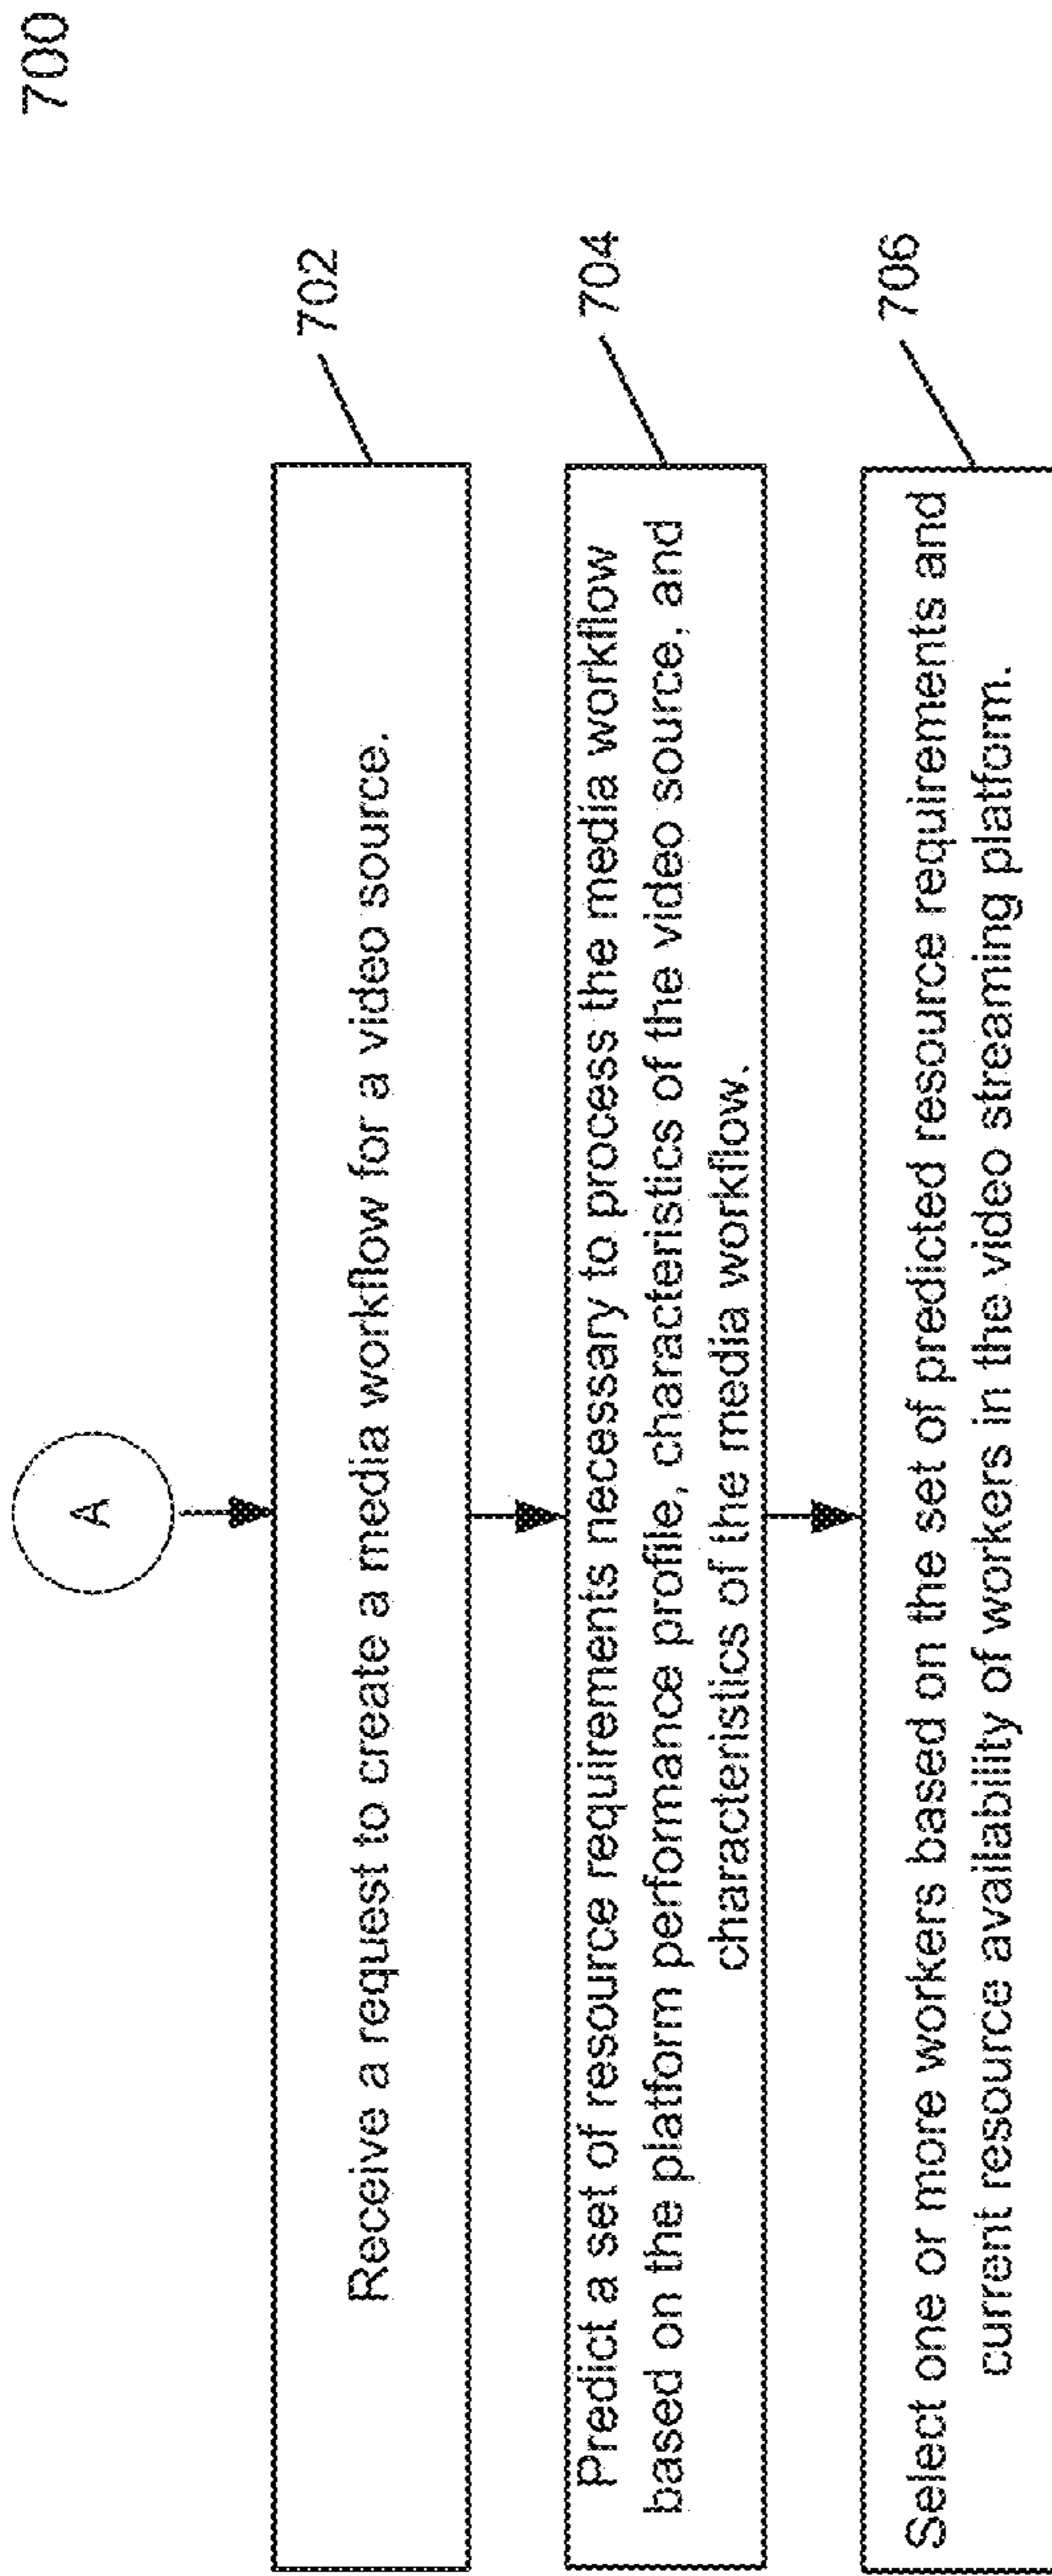 700
A
Receive a request to create a media workflow for a video source.
702
Predict a set of resource requirements necessary to process the media workflow
based on the platform performance profile, characteristics of the video source, and
characteristics of the media workflow.
704
Select one or more workers based on the set of predicted resource requirements and
current resource availability of workers in the video streaming platform.
706